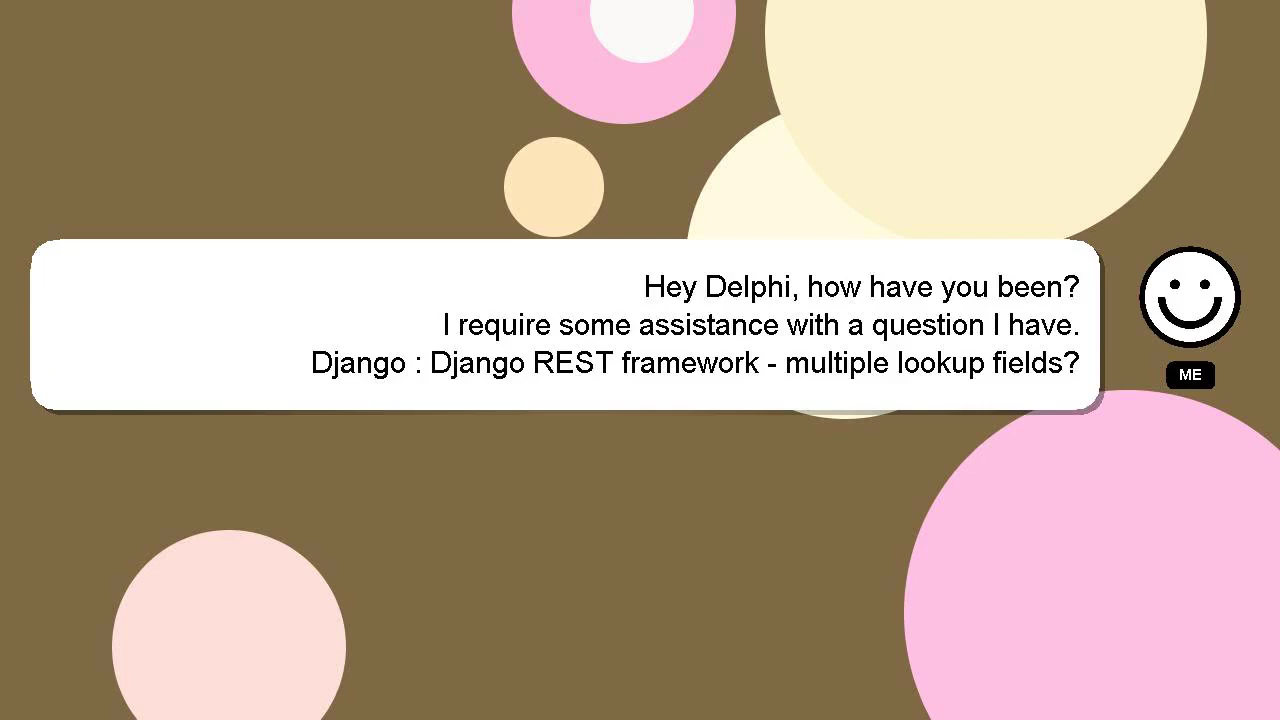 Hey Delphi, how have you been?
I require some assistance with a question I have.
Django : Django REST framework - multiple lookup fields?
ME